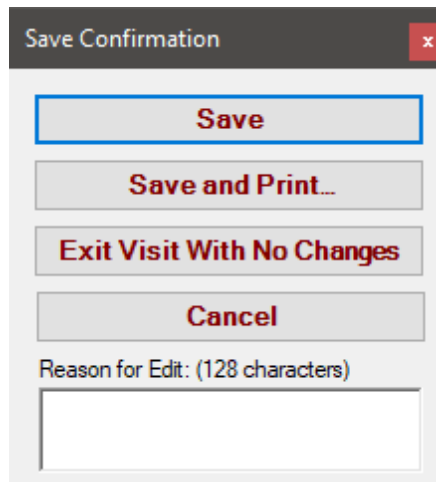 Save Confirmation
x
Save
Save and Print...
Exit Visit With No Changes
Cancel
Reason for Edit: (128 characters)